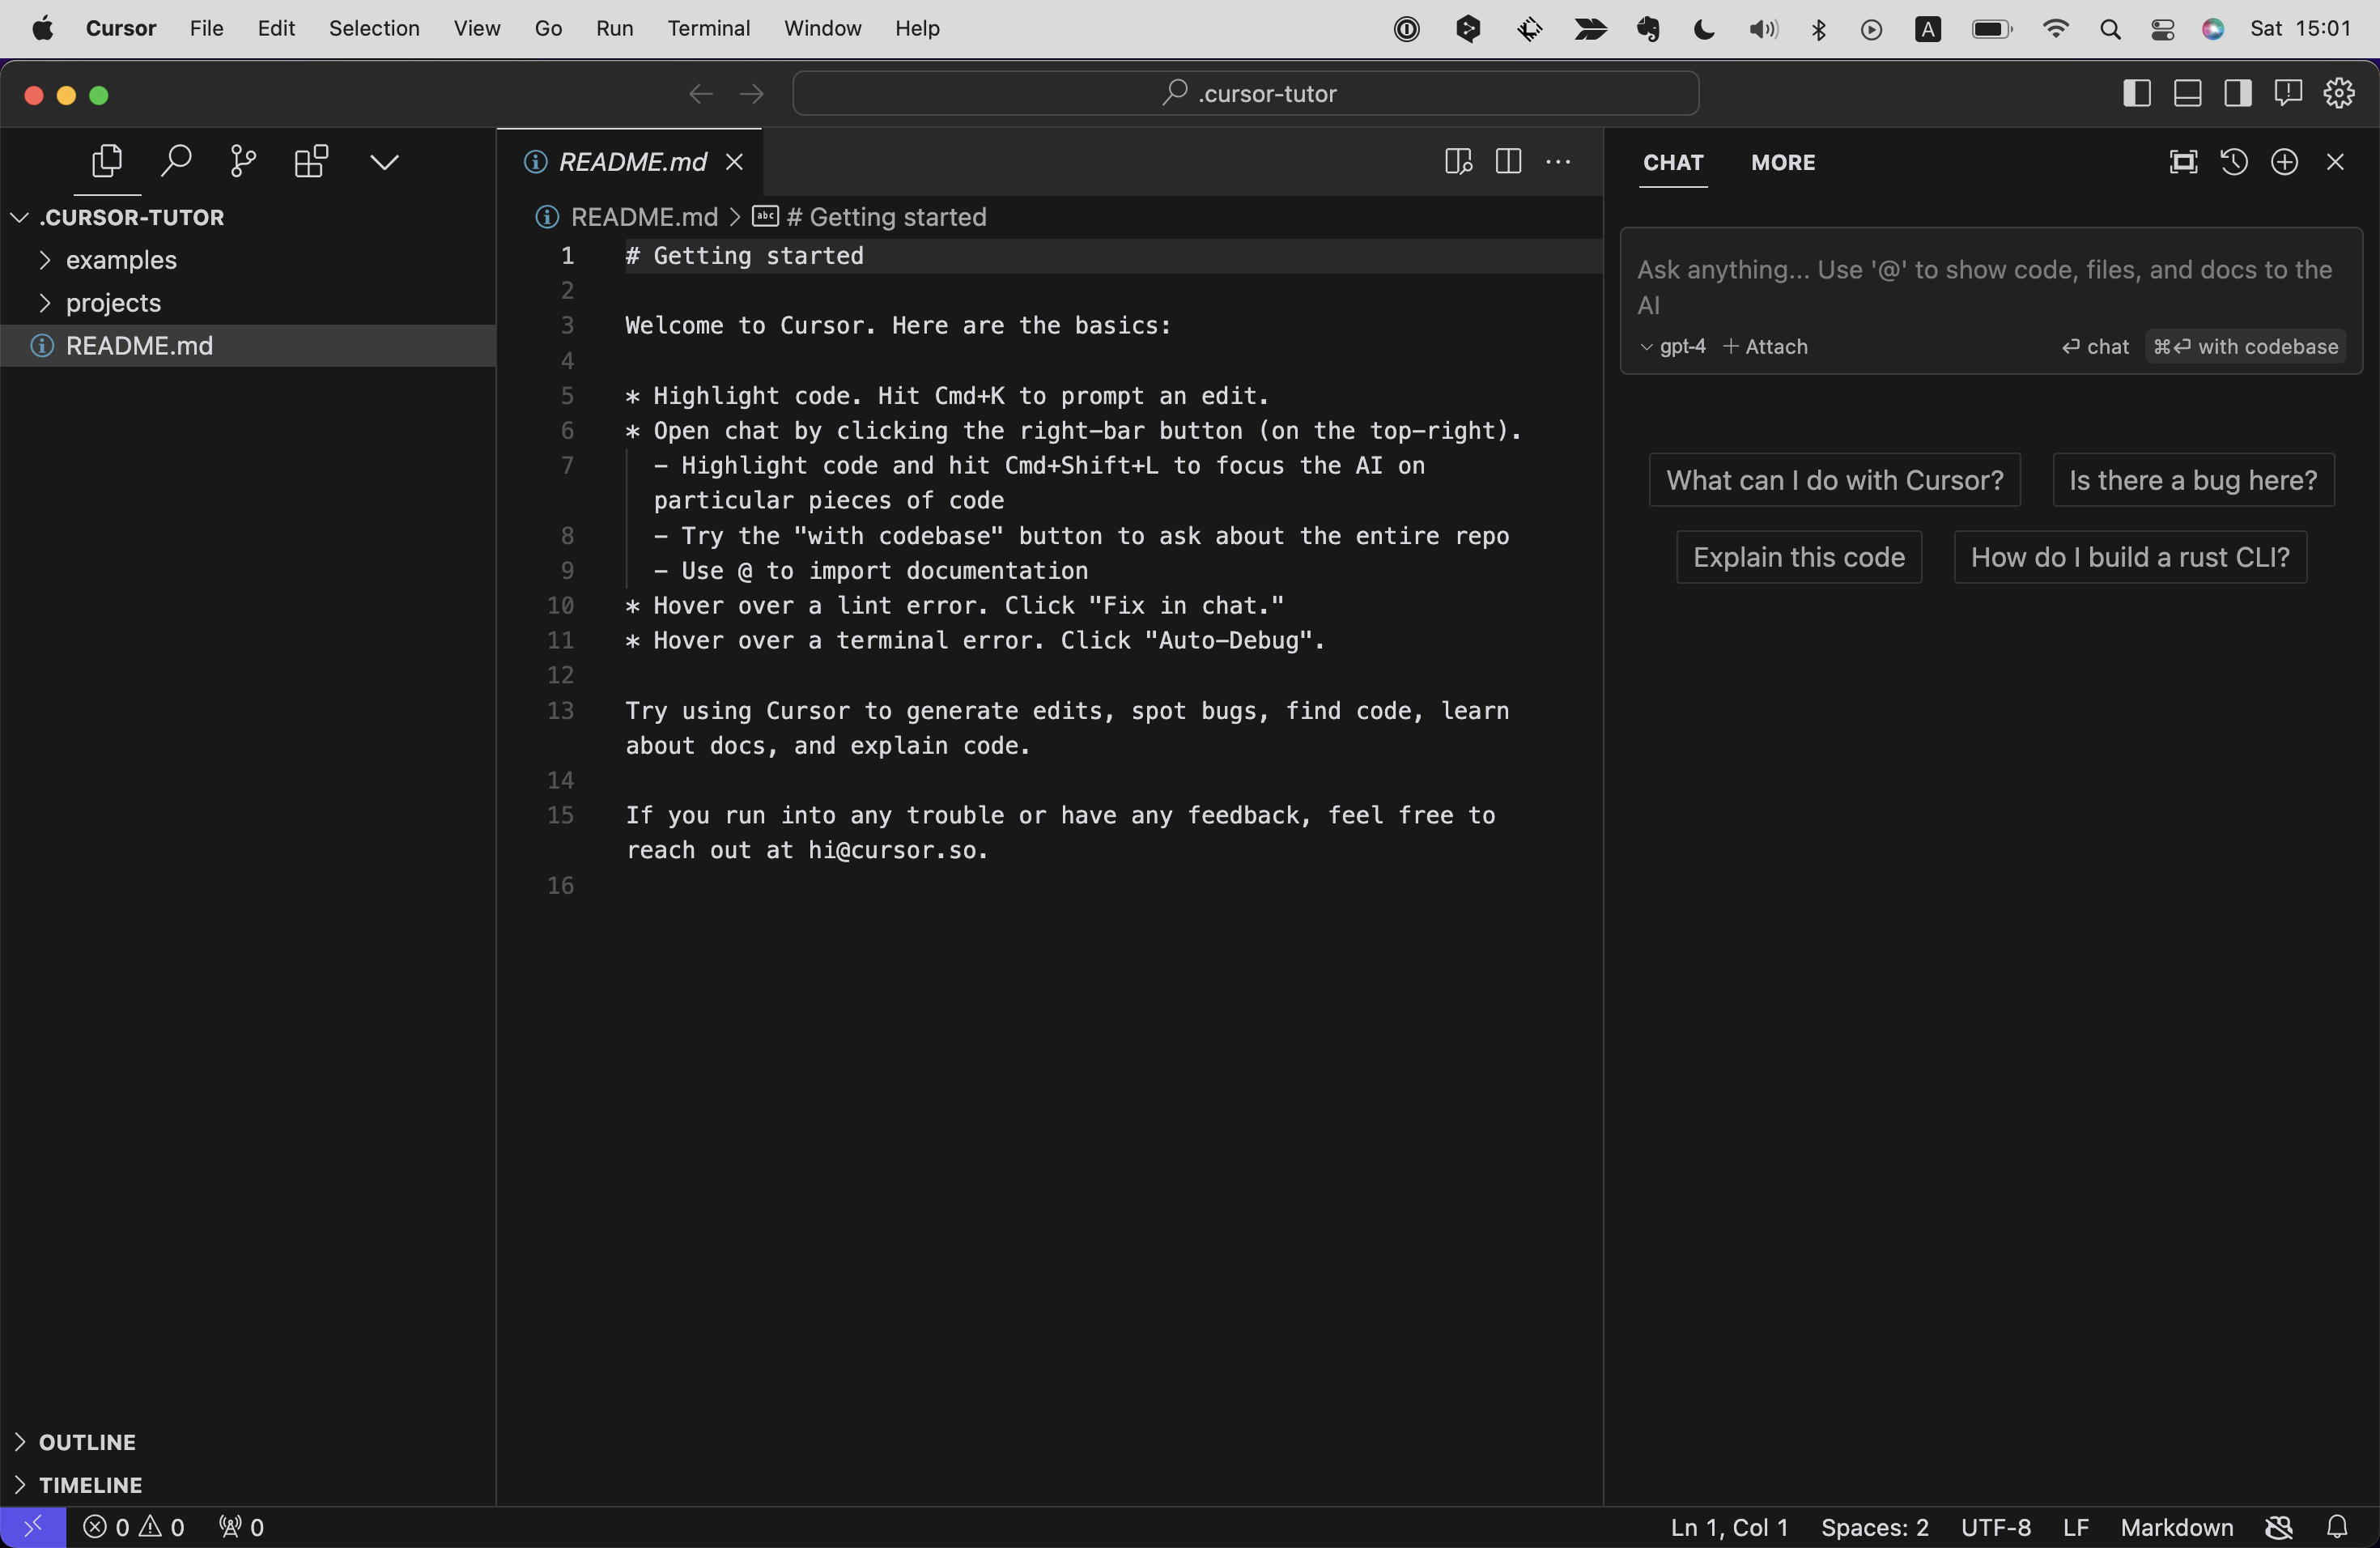 Cursor File Edit Selection View Go Run Terminal Window Help A Sat 15:01
.cursor-tutor
.CURSOR-TUTOR
examples
projects
README.md
OUTLINE
TIMELINE
README.md
README.md > abc # Getting started
1 # Getting started
2
3 Welcome to Cursor. Here are the basics:
4
5 * Highlight code. Hit Cmd+K to prompt an edit.
6 * Open chat by clicking the right-bar button (on the top-right).
7 - Highlight code and hit Cmd+Shift+L to focus the AI on
particular pieces of code
8 - Try the "with codebase" button to ask about the entire repo
9 - Use @ to import documentation
10 * Hover over a lint error. Click "Fix in chat."
11 * Hover over a terminal error. Click "Auto-Debug".
12
13 Try using Cursor to generate edits, spot bugs, find code, learn
about docs, and explain code.
14
15 If you run into any trouble or have any feedback, feel free to
reach out at hi@cursor.so.
16
CHAT MORE
Ask anything... Use '@' to show code, files, and docs to the
AI
gpt-4 + Attach ⏎ chat ⌘⏎ with codebase
What can I do with Cursor? Is there a bug here?
Explain this code How do I build a rust CLI?
0 0 0 Ln 1, Col 1 Spaces: 2 UTF-8 LF Markdown